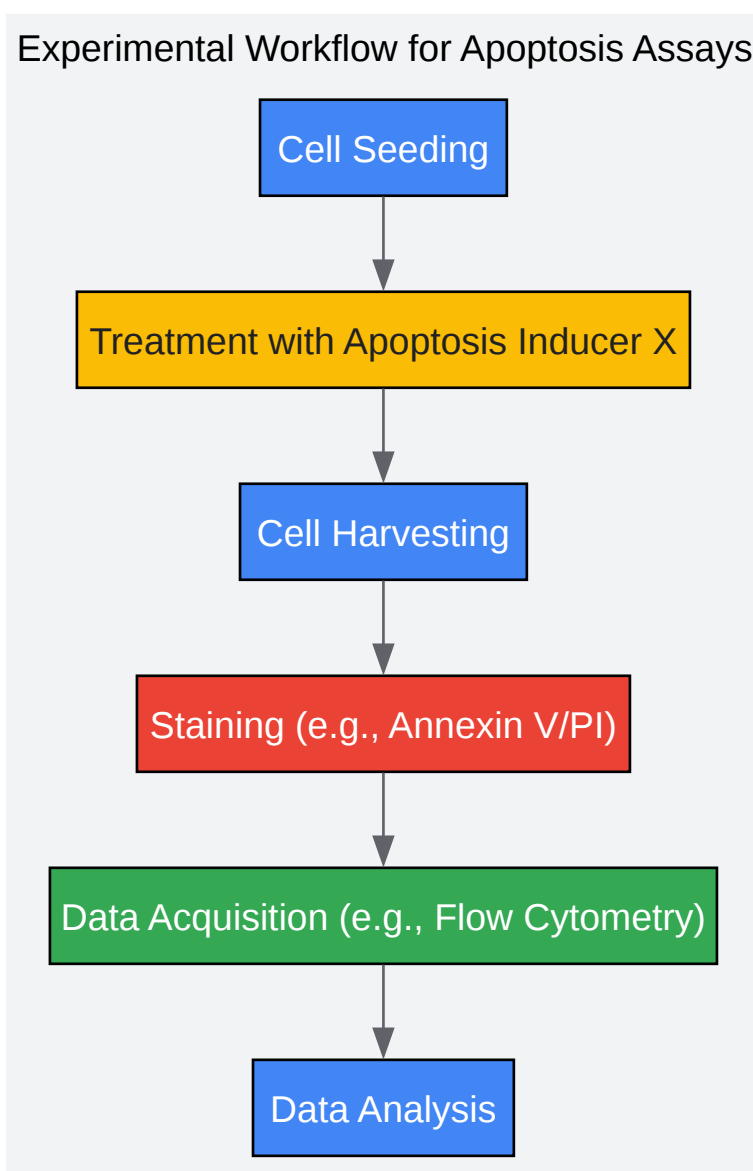 Experimental Workflow for Apoptosis Assays
Cell Seeding
Treatment with Apoptosis Inducer X
Cell Harvesting
Staining (e.g., Annexin V/PI)
Data Acquisition (e.g., Flow Cytometry)
Data Analysis